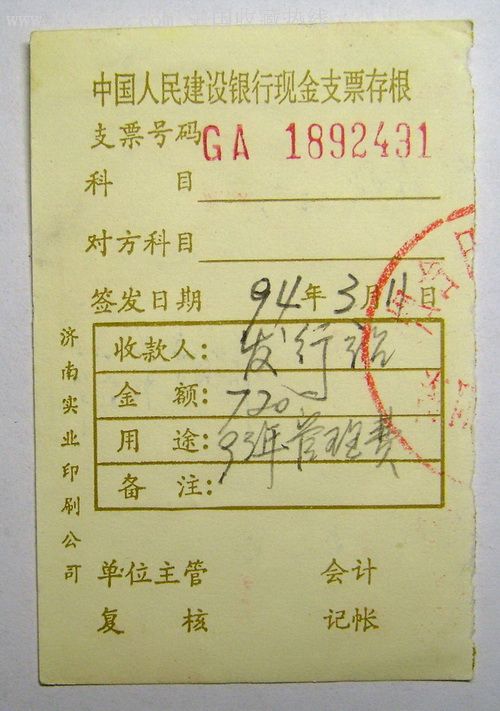 中国人民建设银行现金支票存根
支票号码 GA 1892431
科 目
对方科目
签发日期 94年3月11日
收款人: 发行站
金 额: 720
用 途: 93年管理费
备 注:
单位主管 会计
复 核 记帐
济南实业印刷公司